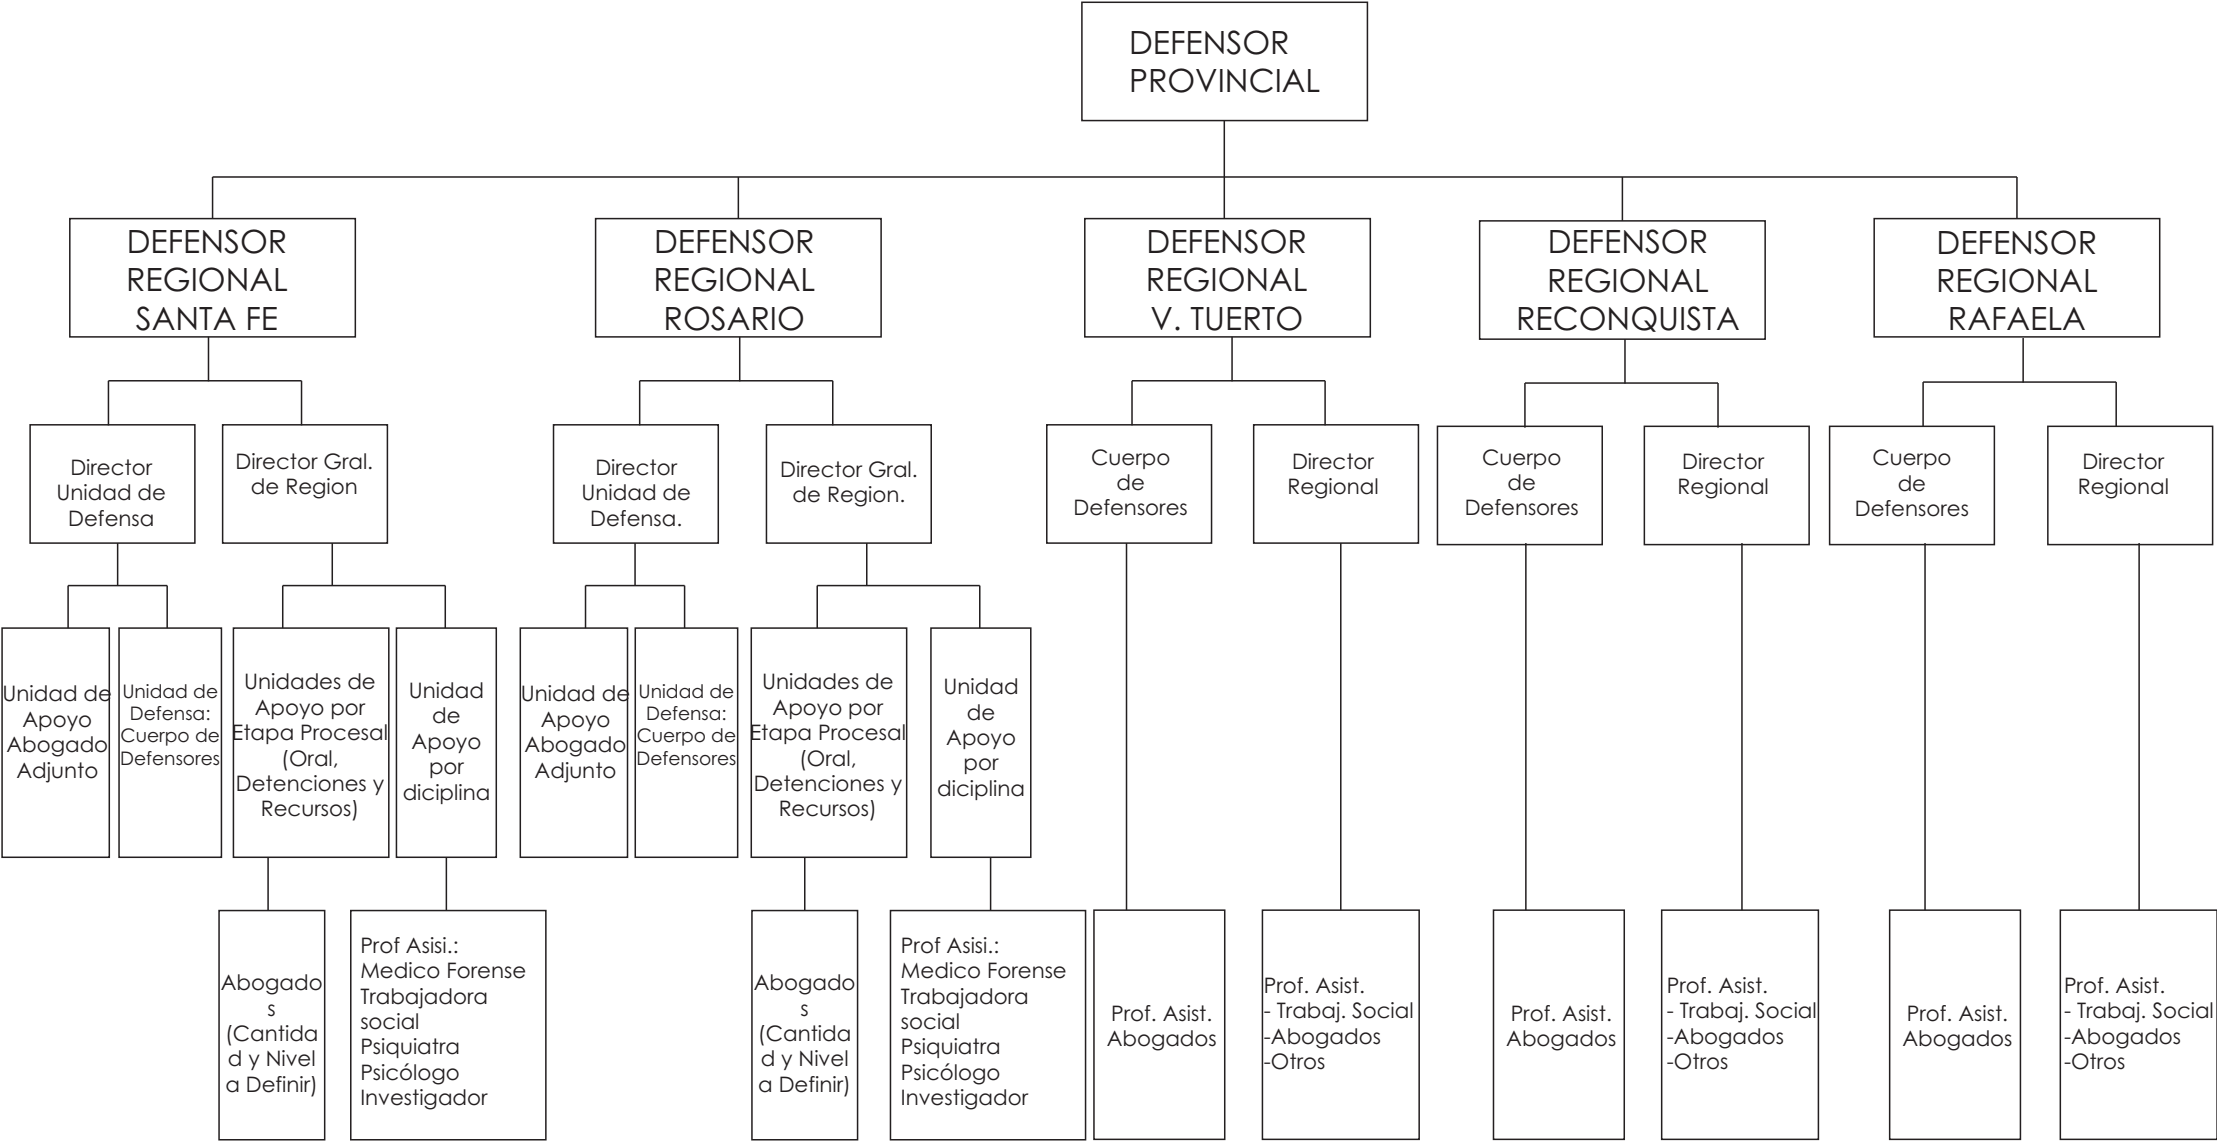 DEFENSOR
PROVINCIAL
DEFENSOR
REGIONAL
SANTA FE
DEFENSOR
REGIONAL
ROSARIO
DEFENSOR
REGIONAL
V. TUERTO
DEFENSOR
REGIONAL
RECONQUISTA
DEFENSOR
REGIONAL
RAFAELA
Director
Unidad de
Defensa
Director Gral.
de Region
Director
Unidad de
Defensa.
Director Gral.
de Region.
Cuerpo
de
Defensores
Director
Regional
Cuerpo
de
Defensores
Director
Regional
Cuerpo
de
Defensores
Director
Regional
Unidad de
Apoyo
Abogado
Adjunto
Unidad de
Defensa:
Cuerpo de
Defensores
Unidades de
Apoyo por
Etapa Procesal
(Oral,
Detenciones y
Recursos)
Unidad
de
Apoyo
por
diciplina
Unidad de
Apoyo
Abogado
Adjunto
Unidad de
Defensa:
Cuerpo de
Defensores
Unidades de
Apoyo por
Etapa Procesal
(Oral,
Detenciones y
Recursos)
Unidad
de
Apoyo
por
diciplina
Abogado
s
(Cantida
d y Nivel
a Definir)
Prof Asisi.:
Medico Forense
Trabajadora
social
Psiquiatra
Psicólogo
Investigador
Abogado
s
(Cantida
d y Nivel
a Definir)
Prof Asisi.:
Medico Forense
Trabajadora
social
Psiquiatra
Psicólogo
Investigador
Prof. Asist.
Abogados
Prof. Asist.
- Trabaj. Social
-Abogados
-Otros
Prof. Asist.
Abogados
Prof. Asist.
- Trabaj. Social
-Abogados
-Otros
Prof. Asist.
Abogados
Prof. Asist.
- Trabaj. Social
-Abogados
-Otros